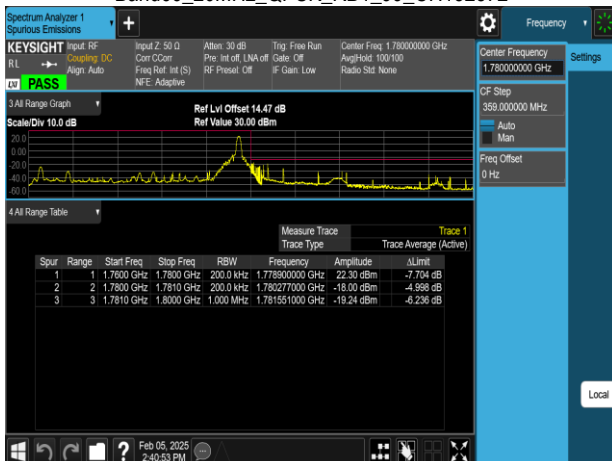 Spectrum Analyzer 1
Spurious Emissions
+
Frequency
KEYSIGHT
RL
Input: RF
Coupling: DC
Align: Auto
Input Z: 50 Ω
Corr CCorr
Freq Ref: Int (S)
NFE: Adaptive
Atten: 30 dB
Pre: Int off, LNA off
RF Preset: Off
Trig: Free Run
Gate: Off
IF Gain: Low
Center Freq: 1.780000000 GHz
Avg|Hold: 100/100
Radio Std: None
LXI PASS
Center Frequency
1.780000000 GHz
Settings
CF Step
359.000000 MHz
Auto
Man
Freq Offset
0 Hz
3 All Range Graph
Scale/Div 10.0 dB
Ref Lvl Offset 14.47 dB
Ref Value 30.00 dBm
20.0
0.00
-20.0
-40.0
-60.0
4 All Range Table
Measure Trace Trace 1
Trace Type Trace Average (Active)
Spur Range Start Freq Stop Freq RBW Frequency Amplitude ΔLimit
1 1 1.7600 GHz 1.7800 GHz 200.0 kHz 1.778900000 GHz 22.30 dBm -7.704 dB
2 2 1.7800 GHz 1.7810 GHz 200.0 kHz 1.780277000 GHz -18.00 dBm -4.998 dB
3 3 1.7810 GHz 1.8000 GHz 1.000 MHz 1.781551000 GHz -19.24 dBm -6.236 dB
Local
?
Feb 05, 2025
2:40:53 PM